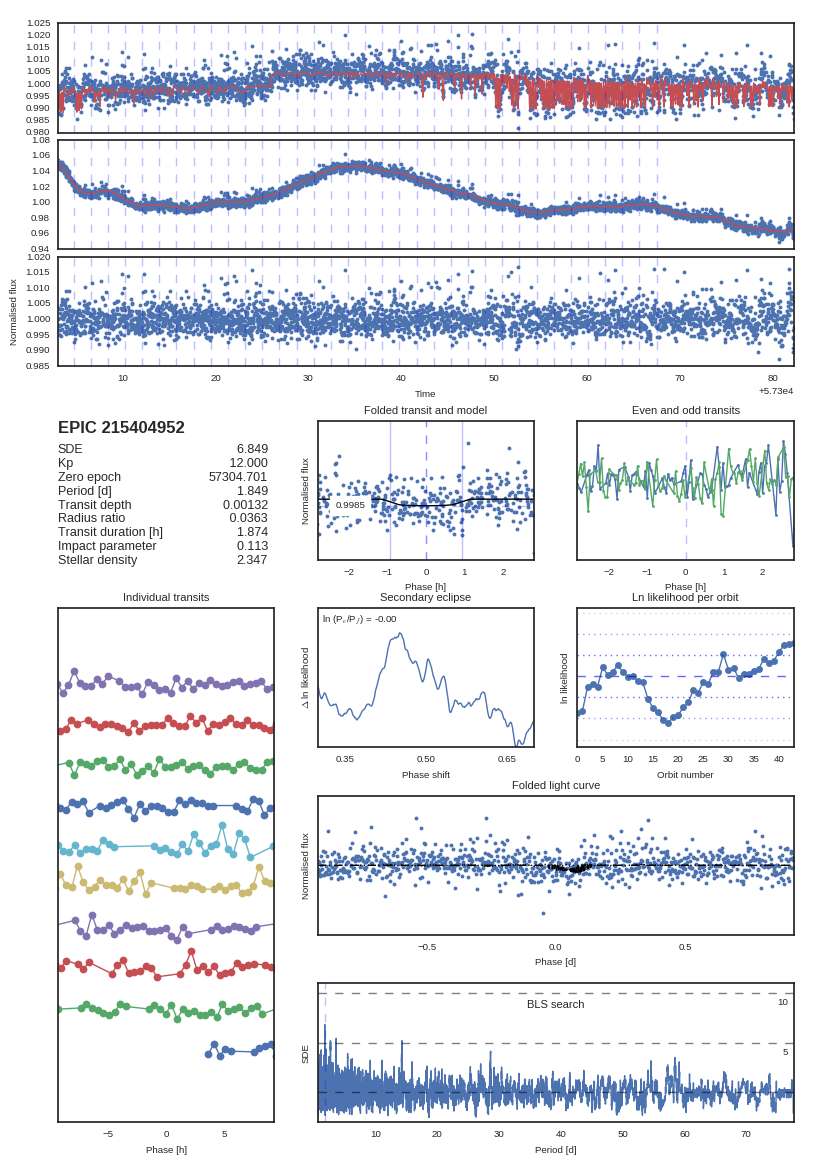 1.025
1.020
1.015
1.010
1.005
1.000
0.995
0.990
0.985
0.980
1.08
1.06
1.04
1.02
1.00
0.98
0.96
0.94
1.020
1.015
1.010
1.005
1.000
0.995
0.990
0.985
Normalised flux
10 20 30 40 50 60 70 80
Time
+5.73e4
EPIC 215404952
SDE 6.849
Kp 12.000
Zero epoch 57304.701
Period [d] 1.849
Transit depth 0.00132
Radius ratio 0.0363
Transit duration [h] 1.874
Impact parameter 0.113
Stellar density 2.347
Folded transit and model
Normalised flux
0.9985
−2 −1 0 1 2
Phase [h]
Even and odd transits
−2 −1 0 1 2
Phase [h]
Individual transits
−5 0 5
Phase [h]
Secondary eclipse
ln (Pₑ/P𝑓) = -0.00
Δ ln likelihood
0.35 0.50 0.65
Phase shift
Ln likelihood per orbit
ln likelihood
0 5 10 15 20 25 30 35 40
Orbit number
Folded light curve
Normalised flux
−0.5 0.0 0.5
Phase [d]
BLS search
10
5
SDE
10 20 30 40 50 60 70
Period [d]